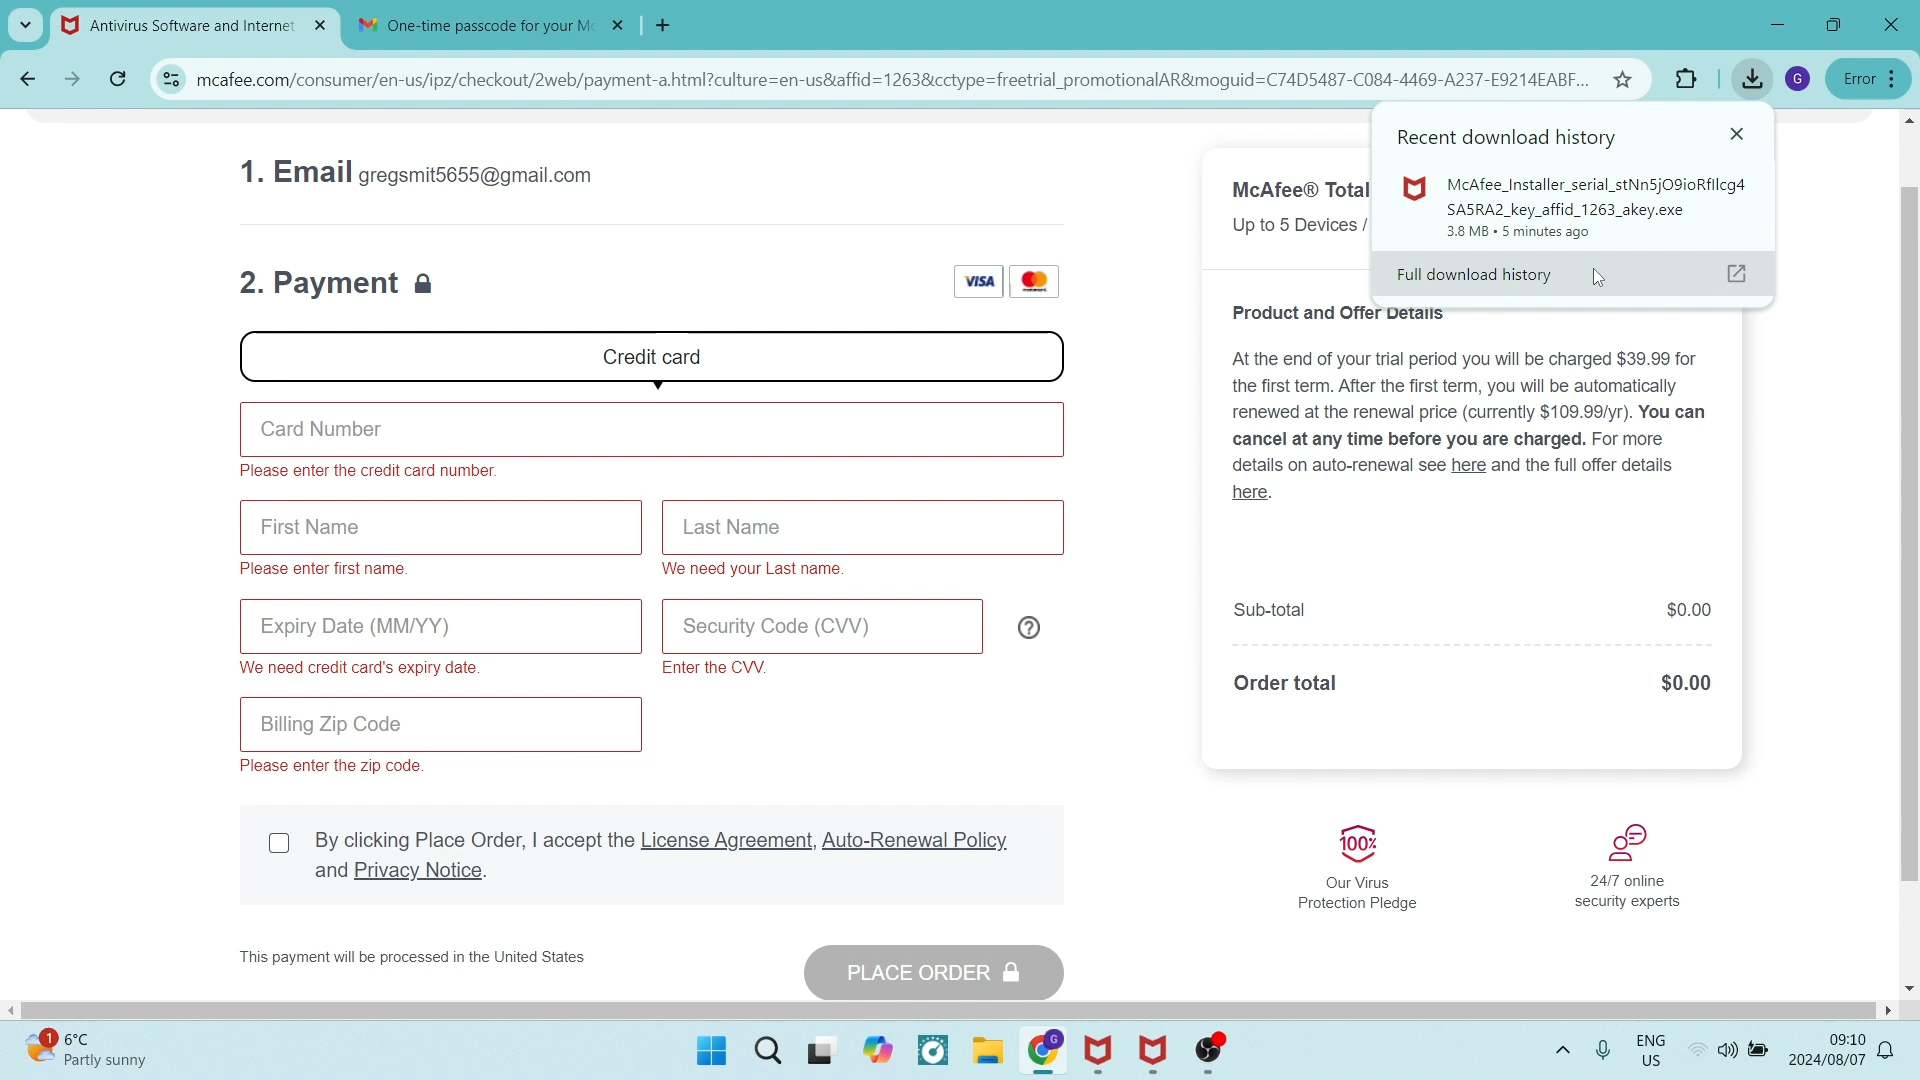 Antivirus Software and Internet
One-time passcode for your Mc
mcafee.com/consumer/en-us/ipz/checkout/2web/payment-a.html?culture=en-us&affid=1263&cctype=freetrial_promotionalAR&moguid=C74D5487-C084-4469-A237-E9214EABF...
G
Error
Recent download history
McAfee_Installer_serial_stNn5jO9ioRfllcg4
SA5RA2_key_affid_1263_akey.exe
3.8 MB • 5 minutes ago
Full download history
1. Email gregsmit5655@gmail.com
2. Payment
VISA
mastercard
Credit card
Card Number
Please enter the credit card number.
First Name
Last Name
Please enter first name.
We need your Last name.
Expiry Date (MM/YY)
Security Code (CVV)
?
We need credit card's expiry date.
Enter the CVV.
Billing Zip Code
Please enter the zip code.
By clicking Place Order, I accept the License Agreement, Auto-Renewal Policy
and Privacy Notice.
This payment will be processed in the United States
PLACE ORDER
McAfee® Total
Up to 5 Devices /
Product and Offer Details
At the end of your trial period you will be charged $39.99 for
the first term. After the first term, you will be automatically
renewed at the renewal price (currently $109.99/yr). You can
cancel at any time before you are charged. For more
details on auto-renewal see here and the full offer details
here.
Sub-total
$0.00
Order total
$0.00
100%
Our Virus
Protection Pledge
24/7 online
security experts
1
6°C
Partly sunny
G
ENG
US
09:10
2024/08/07